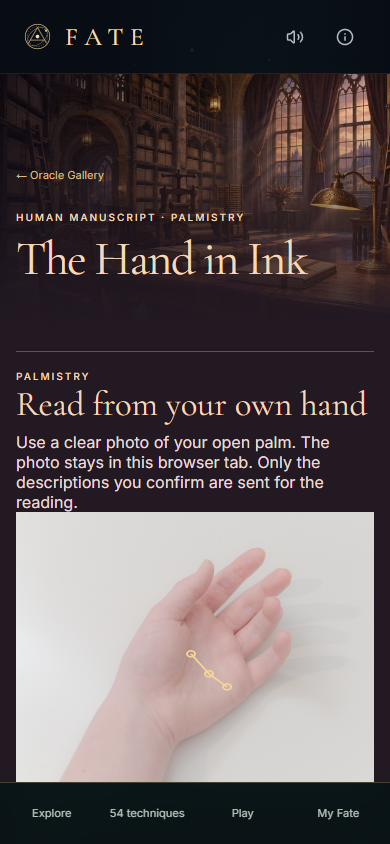 FATE
← Oracle Gallery
HUMAN MANUSCRIPT · PALMISTRY
The Hand in Ink
PALMISTRY
Read from your own hand
Use a clear photo of your open palm. The
photo stays in this browser tab. Only the
descriptions you confirm are sent for the
reading.
Explore 54 techniques Play My Fate